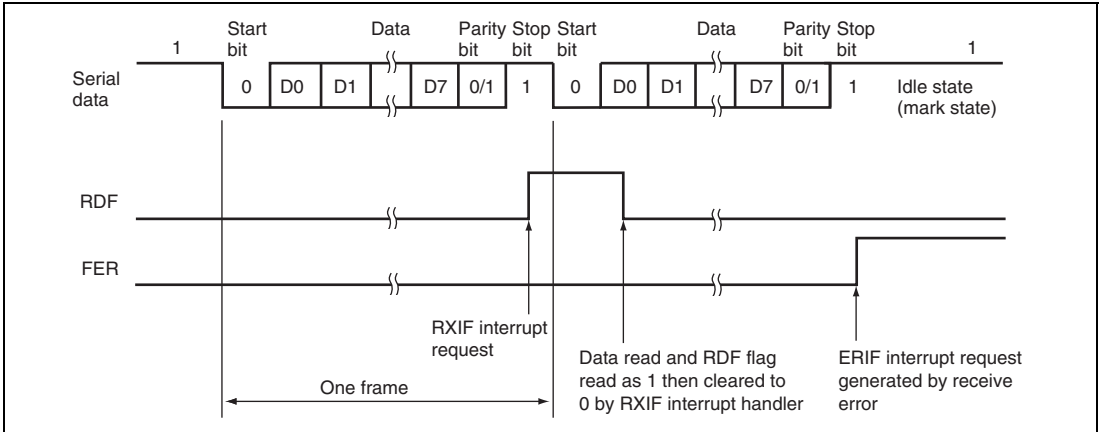 Start Data Parity Stop Start Data Parity Stop
1 bit bit bit bit bit bit 1
Serial data 0 D0 D1 D7 0/1 1 0 D0 D1 D7 0/1 1 Idle state (mark state)
RDF
FER
RXIF interrupt
request
Data read and RDF flag
read as 1 then cleared to
0 by RXIF interrupt handler
ERIF interrupt request
generated by receive
error
One frame